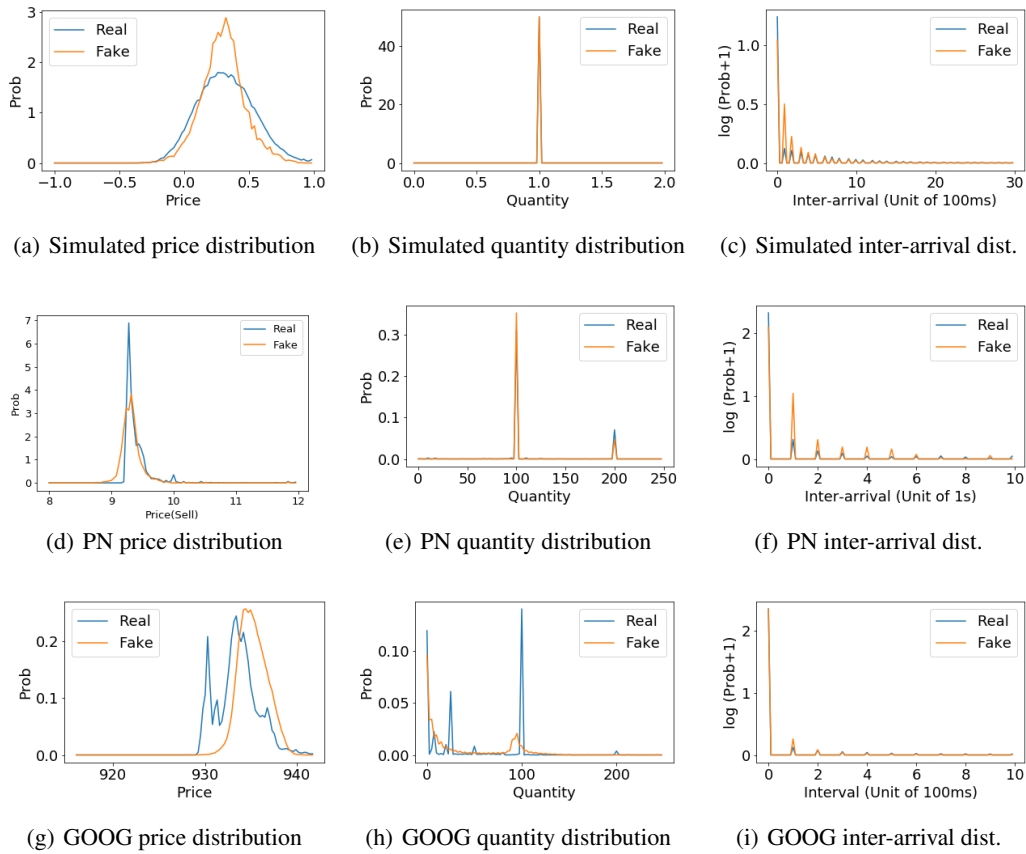 3
2
1
0
Prob
Real
Fake
−1.0 −0.5 0.0 0.5 1.0
Price
40
20
0
Prob
Real
Fake
0.0 0.5 1.0 1.5 2.0
Quantity
1.0
0.5
0.0
log (Prob+1)
Real
Fake
0 10 20 30
Inter-arrival (Unit of 100ms)
(a) Simulated price distribution
(b) Simulated quantity distribution
(c) Simulated inter-arrival dist.
7
6
5
4
3
2
1
0
Prob
Real
Fake
8 9 10 11 12
Price(Sell)
0.3
0.2
0.1
0.0
Prob
Real
Fake
0 50 100 150 200 250
Quantity
2
1
0
log (Prob+1)
Real
Fake
0 2 4 6 8 10
Inter-arrival (Unit of 1s)
(d) PN price distribution
(e) PN quantity distribution
(f) PN inter-arrival dist.
0.2
0.1
0.0
Prob
Real
Fake
920 930 940
Price
0.15
0.10
0.05
0.00
Prob
Real
Fake
0 100 200
Quantity
2
1
0
log (Prob+1)
Real
Fake
0 2 4 6 8 10
Interval (Unit of 100ms)
(g) GOOG price distribution
(h) GOOG quantity distribution
(i) GOOG inter-arrival dist.